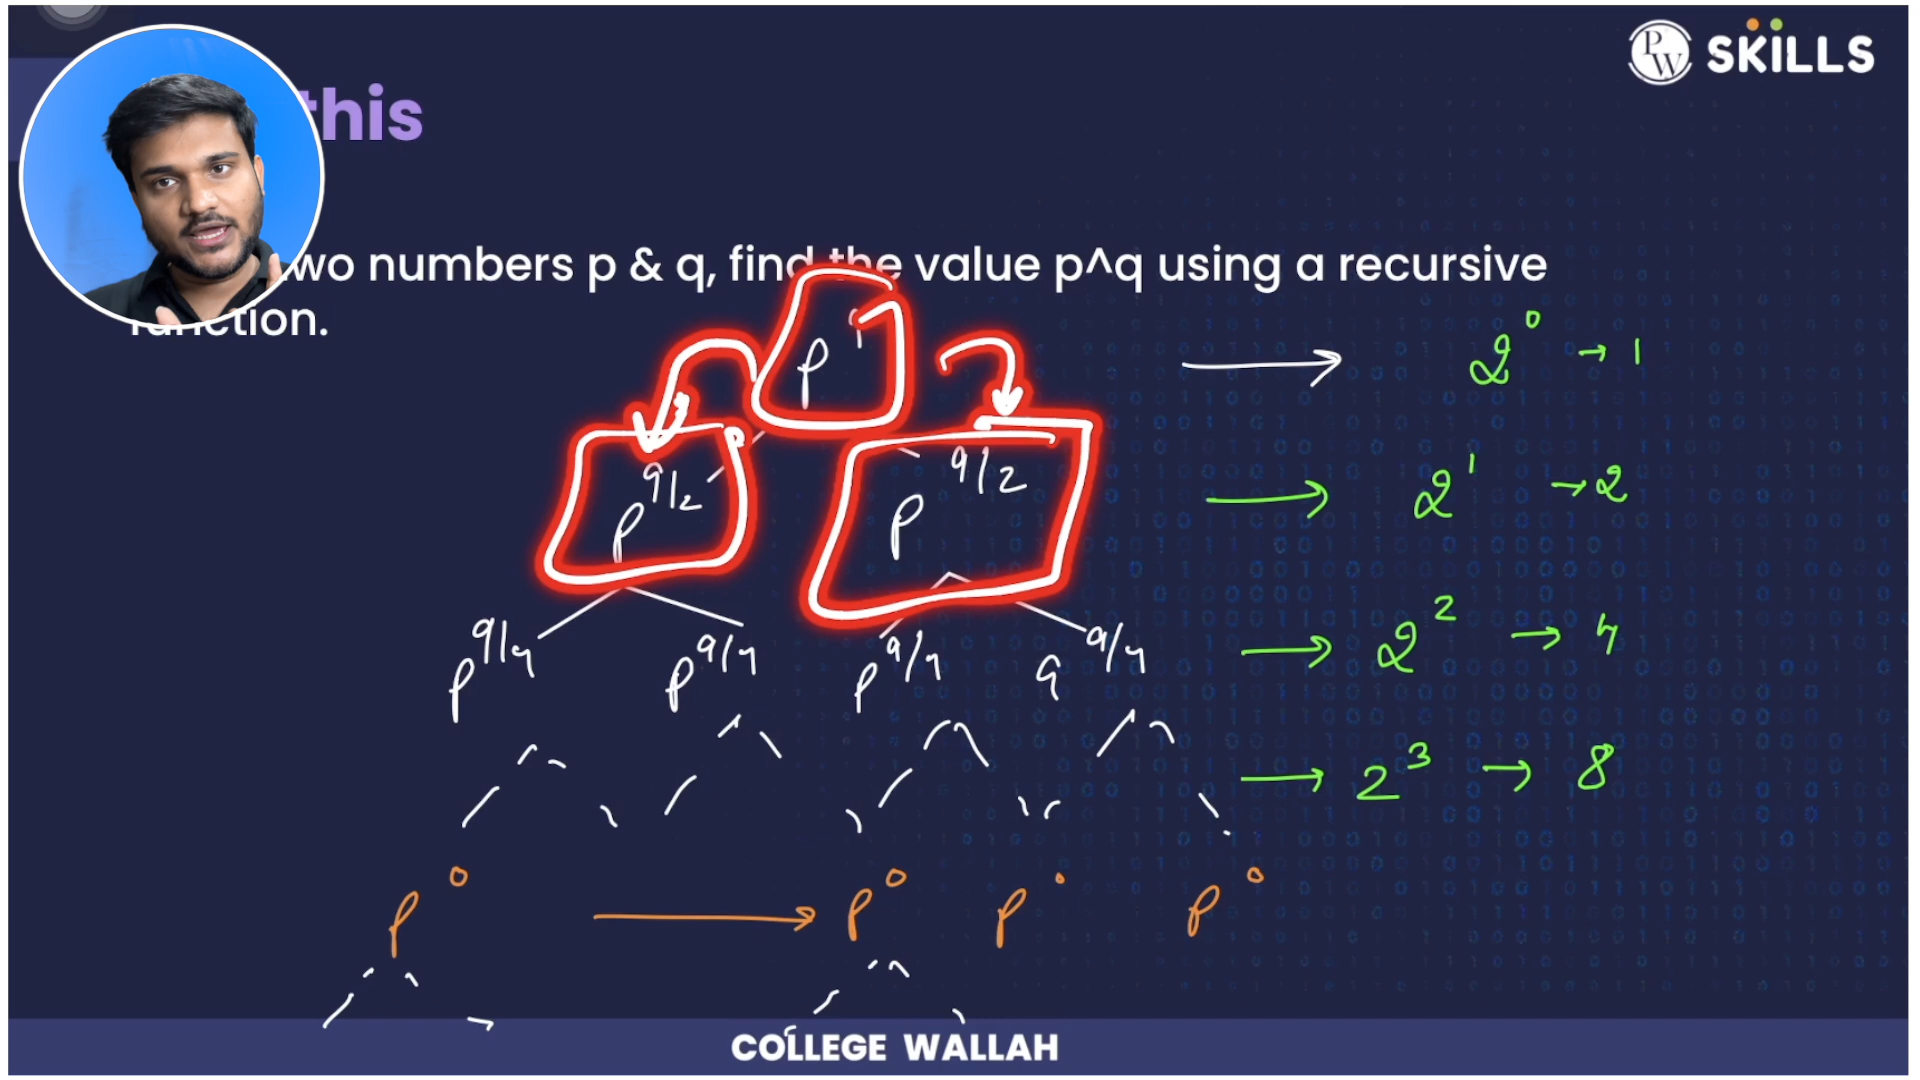 PW SKILLS
this
two numbers p & q, find the value p^q using a recursive
function.
p^q
2^0 → 1
p^q/2 p^q/2
2^1 → 2
p^q/4 p^q/4 p^q/4 q^q/4
2^2 → 4
2^3 → 8
p^0 p^0 p^0 p^0
COLLEGE WALLAH